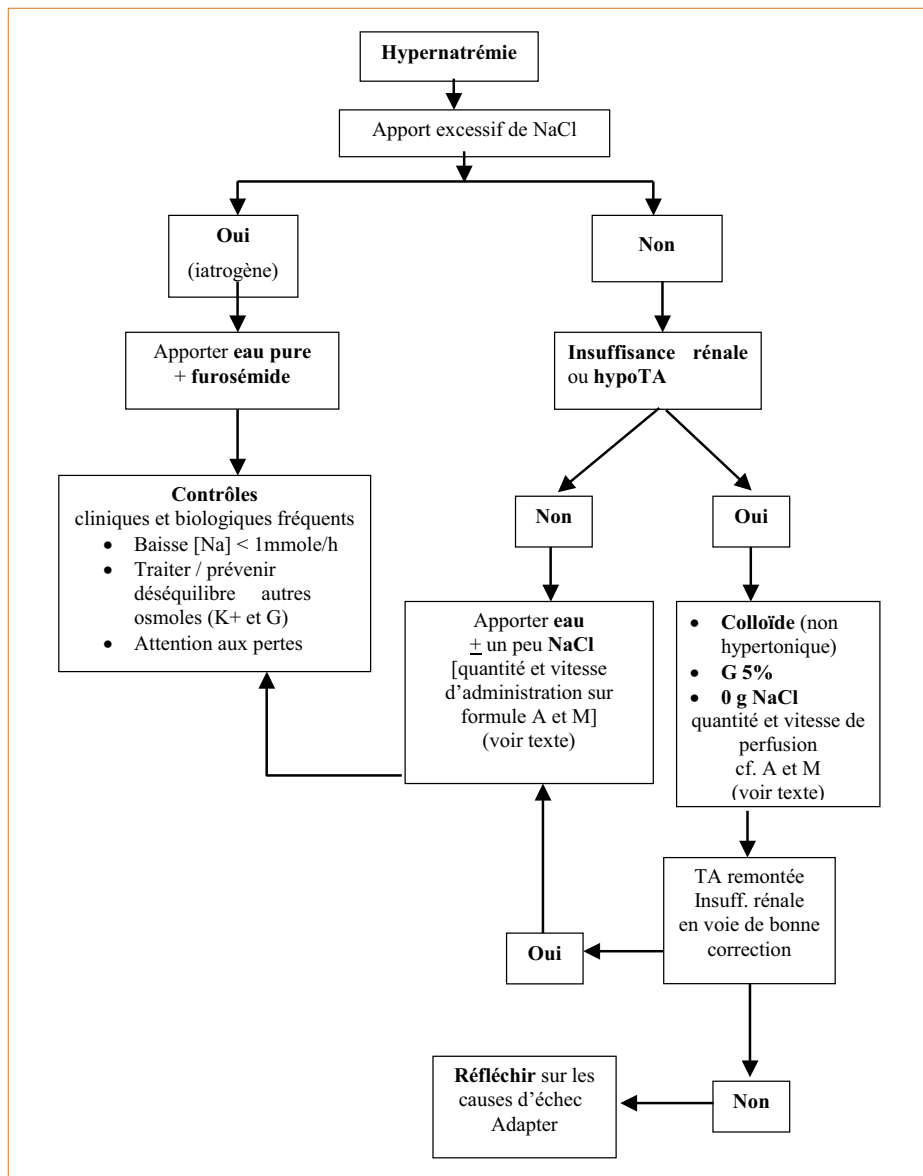 Hypernatrémie
Apport excessif de NaCl
Oui
(iatrogène)
Non
Apporter eau pure
+ furosémide
Insuffisance rénale
ou hypoTA
Contrôles
cliniques et biologiques fréquents
• Baisse [Na] < 1mmole/h
• Traiter / prévenir
déséquilibre autres
osmoles (K+ et G)
• Attention aux pertes
Non
Oui
Apporter eau
+ un peu NaCl
[quantité et vitesse
d’administration sur
formule A et M]
(voir texte)
• Colloïde (non
hypertonique)
• G 5%
• 0 g NaCl
quantité et vitesse de
perfusion
cf. A et M
(voir texte)
TA remontée
Insuff. rénale
en voie de bonne
correction
Oui
Réfléchir sur les
causes d’échec
Adapter
Non